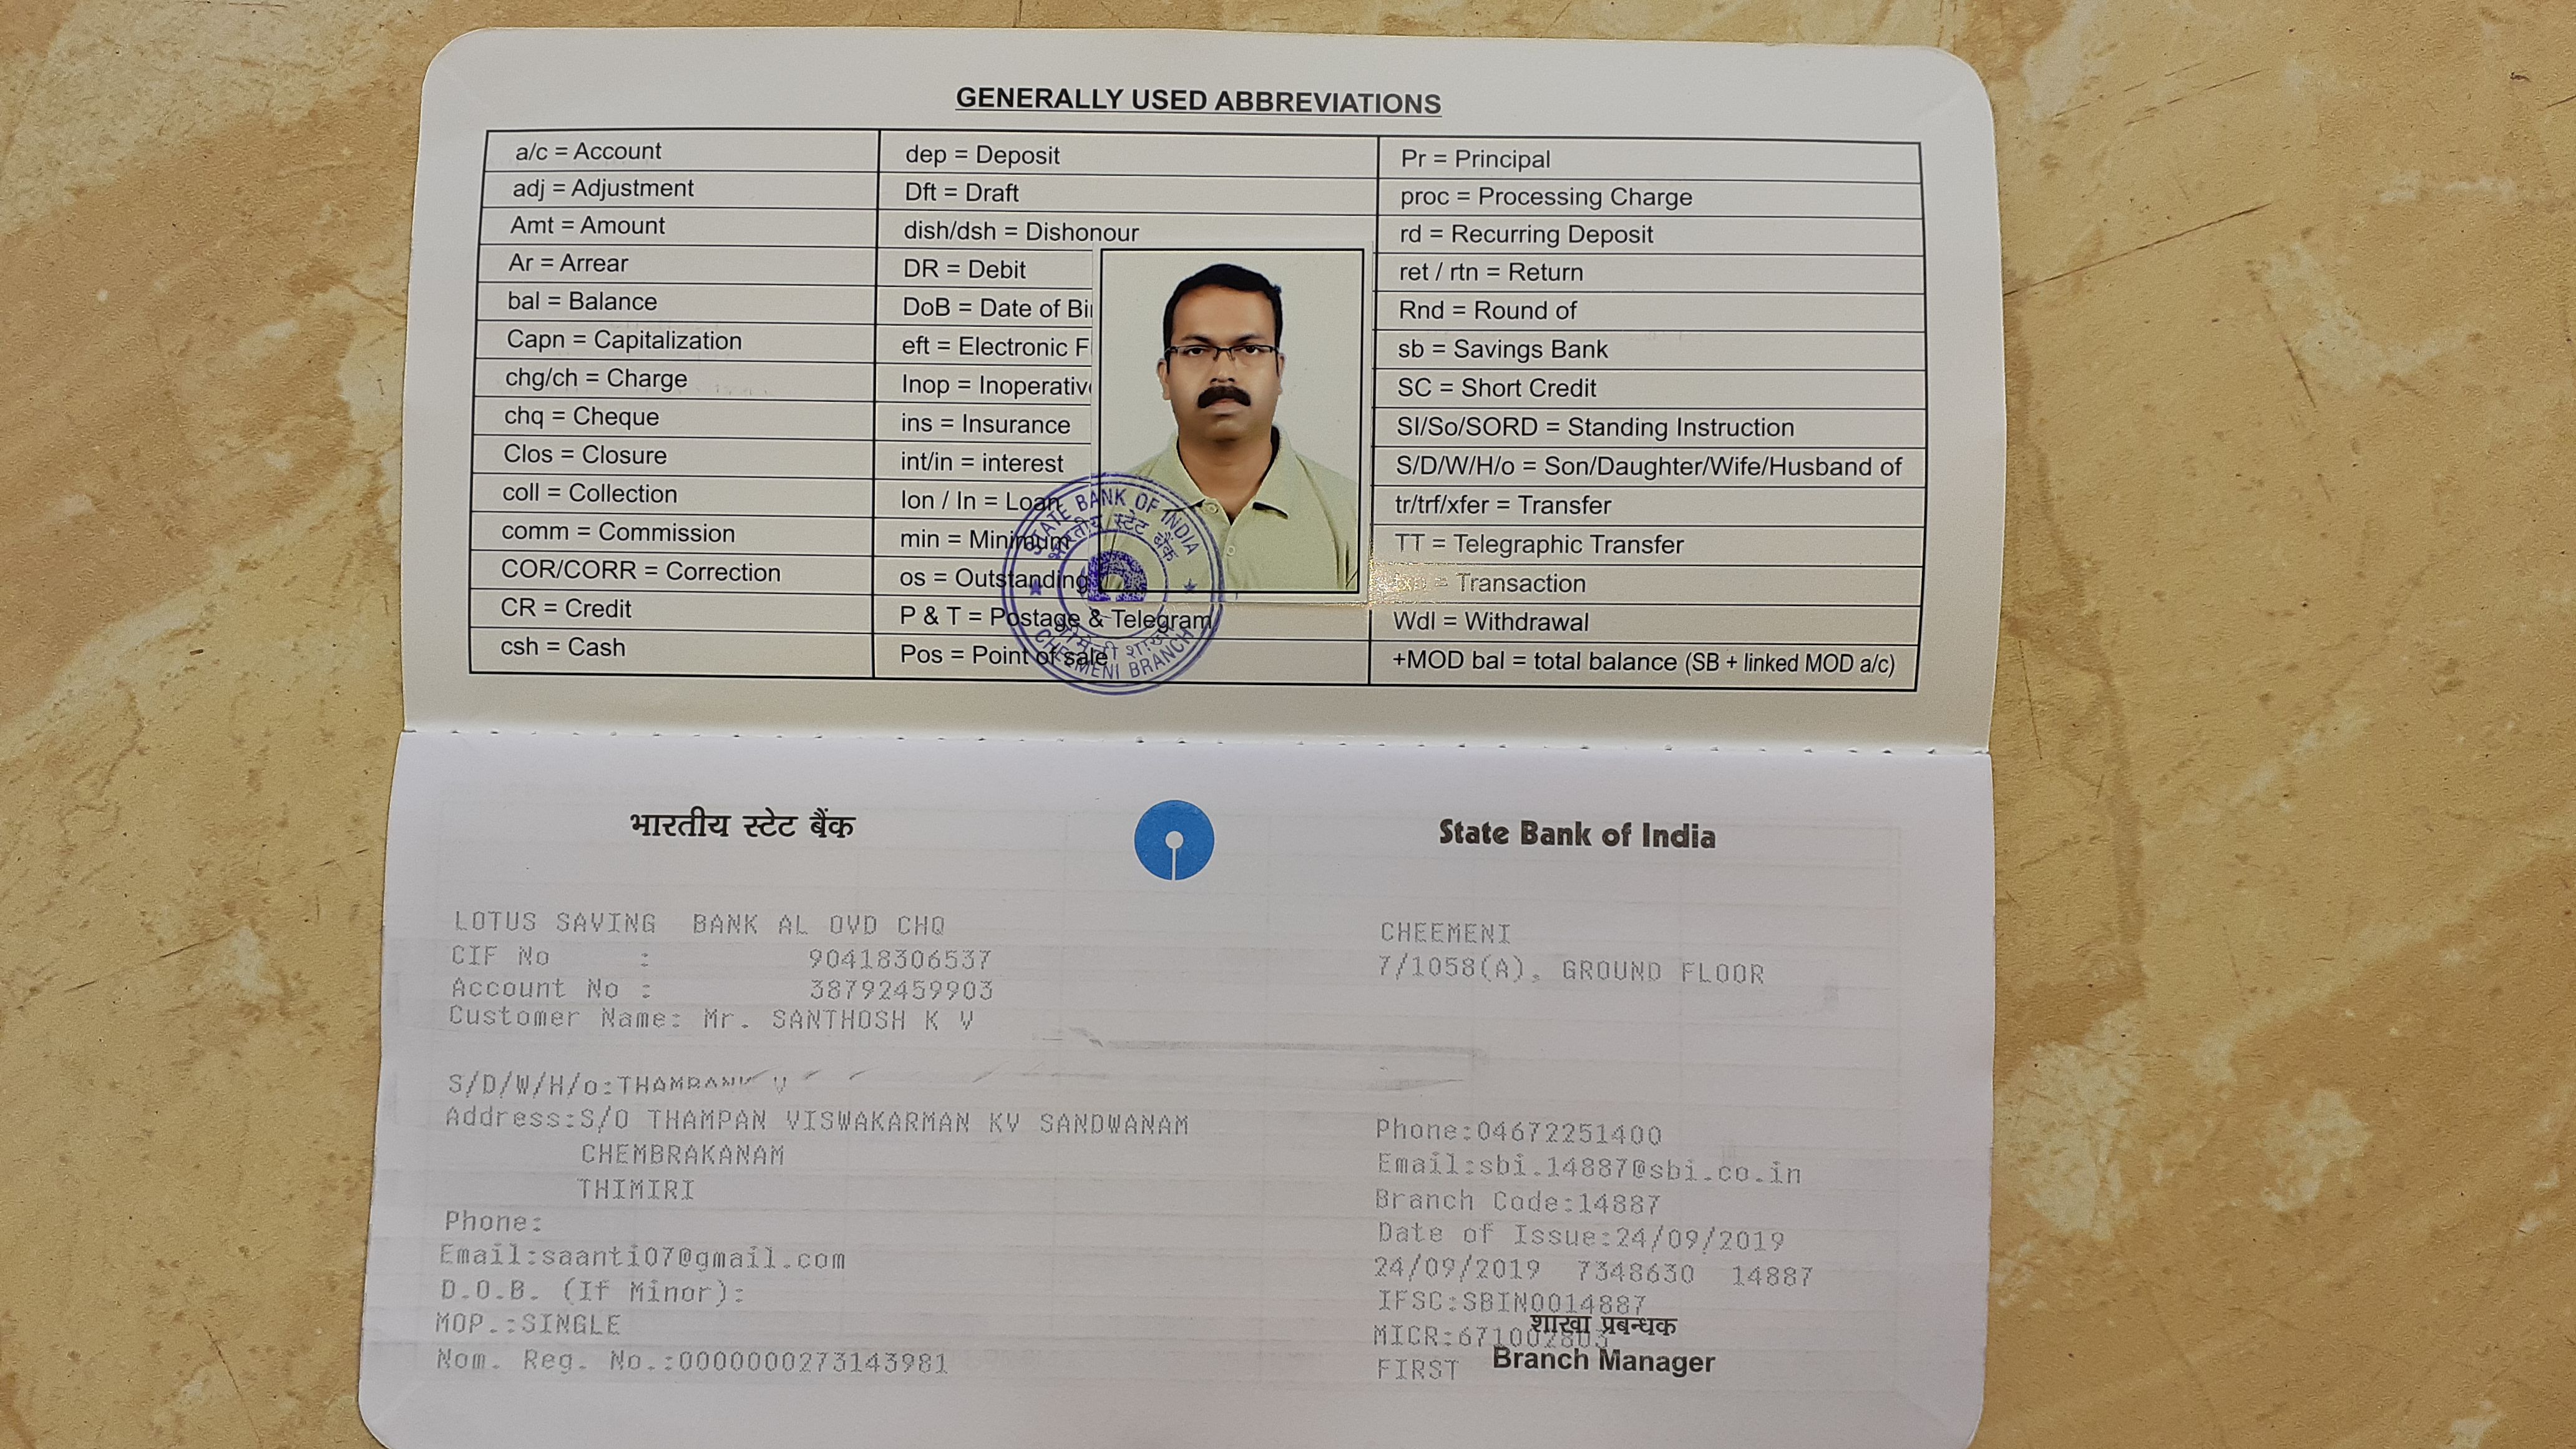 GENERALLY USED ABBREVIATIONS
a/c = Account dep = Deposit Pr = Principal
adj = Adjustment Dft = Draft proc = Processing Charge
Amt = Amount dish/dsh = Dishonour rd = Recurring Deposit
Ar = Arrear DR = Debit ret / rtn = Return
bal = Balance DoB = Date of Bi Rnd = Round of
Capn = Capitalization eft = Electronic F sb = Savings Bank
chg/ch = Charge Inop = Inoperative SC = Short Credit
chq = Cheque ins = Insurance SI/So/SORD = Standing Instruction
Clos = Closure int/in = interest S/D/W/H/o = Son/Daughter/Wife/Husband of
coll = Collection lon / ln = Loan tr/trf/xfer = Transfer
comm = Commission min = Minimum TT = Telegraphic Transfer
COR/CORR = Correction os = Outstanding = Transaction
CR = Credit P & T = Postage & Telegram Wdl = Withdrawal
csh = Cash Pos = Point of sale +MOD bal = total balance (SB + linked MOD a/c)
STATE BANK OF INDIA
भारतीय स्टेट बैंक
CHEEMENI BRANCH
भारतीय स्टेट बैंक State Bank of India
LOTUS SAVING BANK AL OVD CHQ CHEEMENI
CIF No : 90418306537 7/1058(A), GROUND FLOOR
Account No : 38792459903
Customer Name: Mr. SANTHOSH K V
S/D/W/H/o:THAMPAN V
Address:S/O THAMPAN VISWAKARMAN KV SANDWANAM Phone:04672251400
CHEMBRAKANAM Email:sbi.14887@sbi.co.in
THIMIRI Branch Code:14887
Phone: Date of Issue:24/09/2019
Email:saanti07@gmail.com 24/09/2019 7348630 14887
D.O.B. (If Minor): IFSC:SBIN0014887
MOP.:SINGLE MICR:671002803
शाखा प्रबन्धक
Nom. Reg. No.:0000000273143981 FIRST Branch Manager